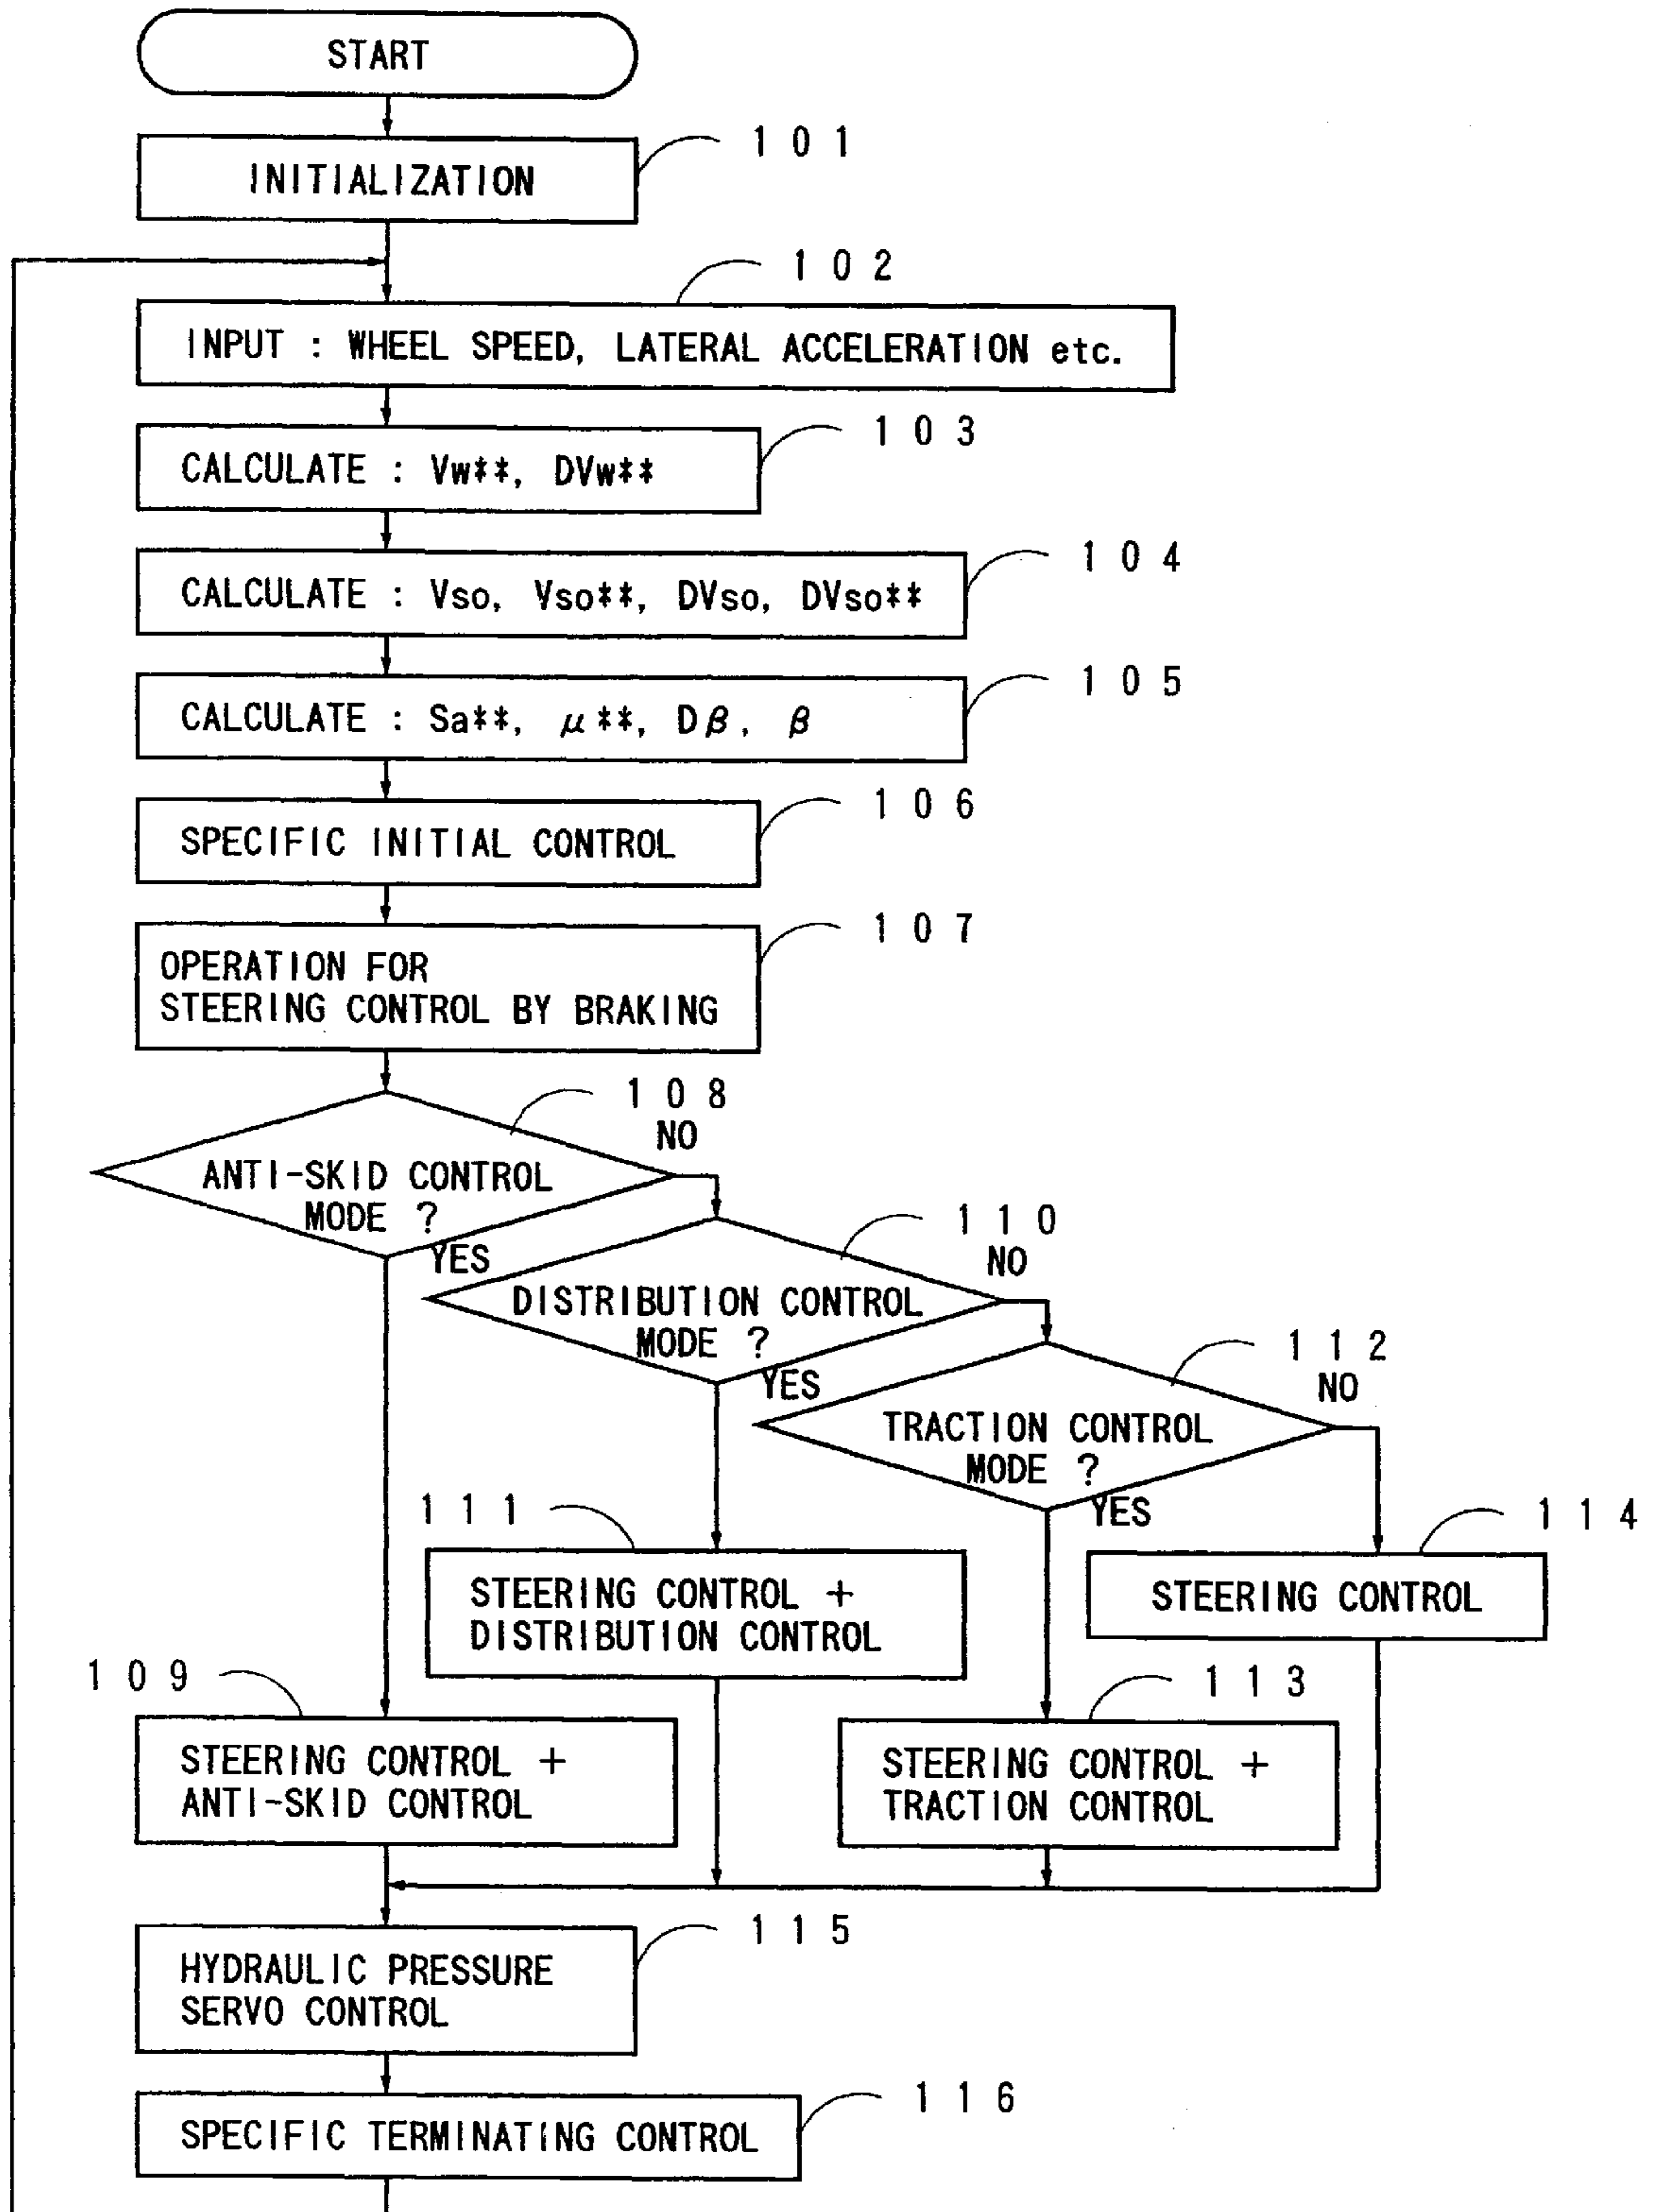 START
101
INITIALIZATION
102
INPUT : WHEEL SPEED, LATERAL ACCELERATION etc.
103
CALCULATE : Vw**, DVw**
104
CALCULATE : Vso, Vso**, DVso, DVso**
105
CALCULATE : Sa**, μ**, Dβ, β
106
SPECIFIC INITIAL CONTROL
107
OPERATION FOR
STEERING CONTROL BY BRAKING
108
NO
ANTI-SKID CONTROL
MODE ?
YES
110
NO
DISTRIBUTION CONTROL
MODE ?
YES
112
NO
TRACTION CONTROL
MODE ?
YES
111
STEERING CONTROL +
DISTRIBUTION CONTROL
114
STEERING CONTROL
109
STEERING CONTROL +
ANTI-SKID CONTROL
113
STEERING CONTROL +
TRACTION CONTROL
115
HYDRAULIC PRESSURE
SERVO CONTROL
116
SPECIFIC TERMINATING CONTROL